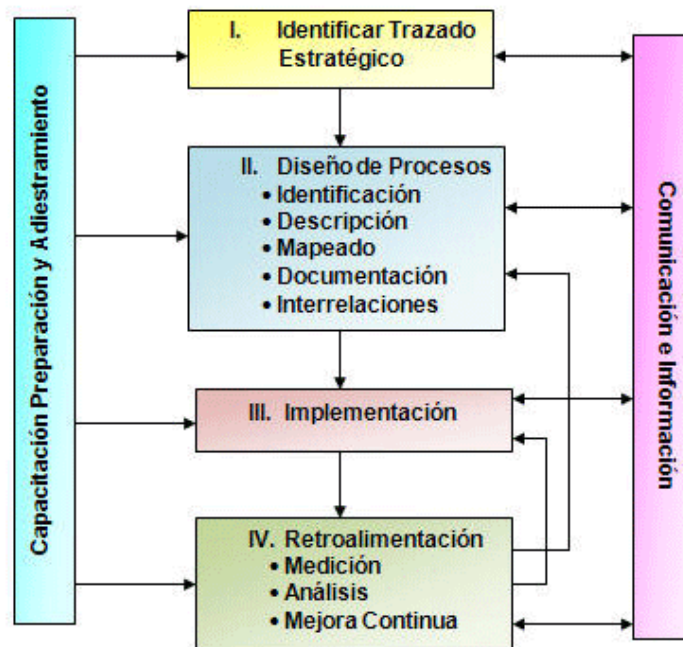 Capacitación Preparación y Adiestramiento
I. Identificar Trazado
Estratégico
II. Diseño de Procesos
• Identificación
• Descripción
• Mapeado
• Documentación
• Interrelaciones
III. Implementación
IV. Retroalimentación
• Medición
• Análisis
• Mejora Continua
Comunicación e Información